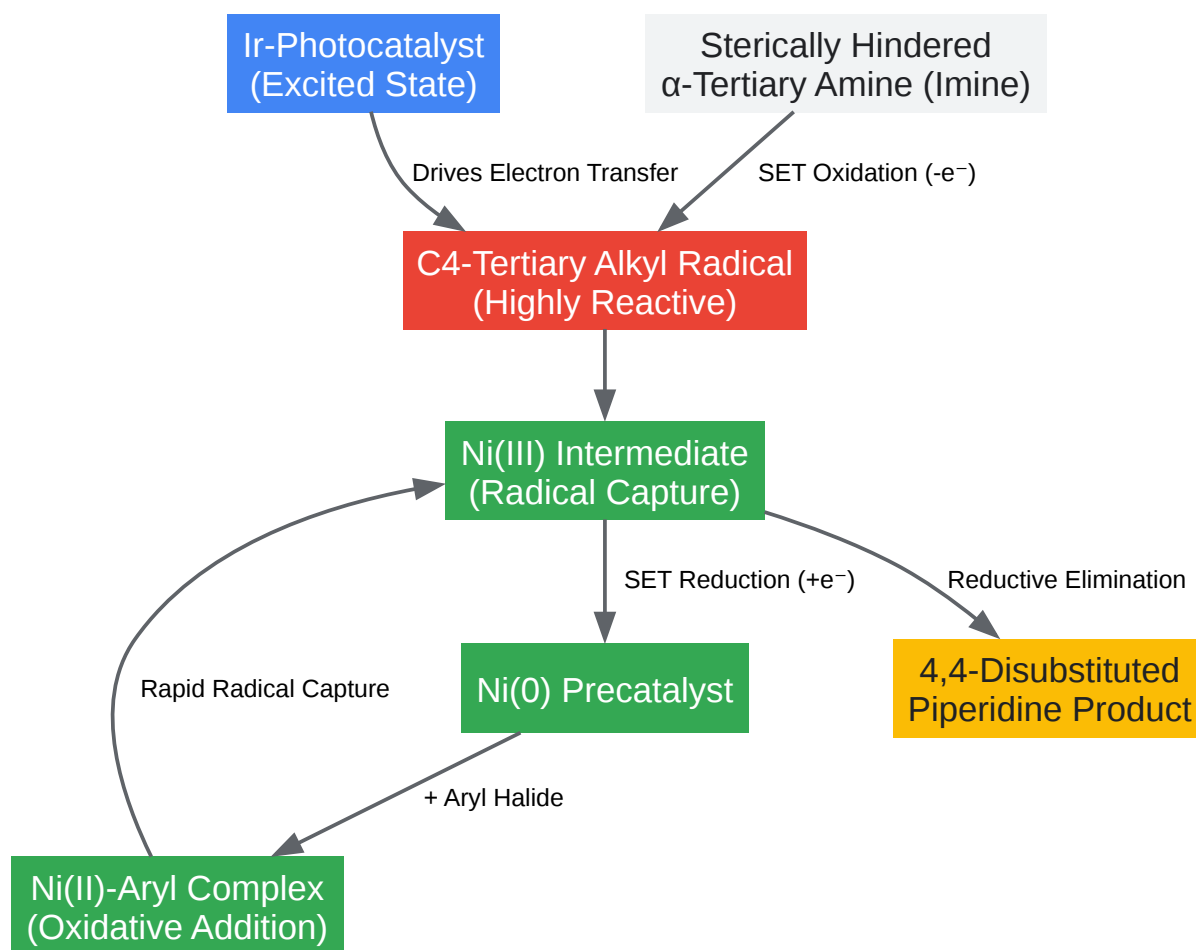 Ir-Photocatalyst
(Excited State)
Sterically Hindered
α-Tertiary Amine (Imine)
Drives Electron Transfer
SET Oxidation (-e⁻)
C4-Tertiary Alkyl Radical
(Highly Reactive)
Ni(III) Intermediate
(Radical Capture)
SET Reduction (+e⁻)
Reductive Elimination
Rapid Radical Capture
Ni(0) Precatalyst
4,4-Disubstituted
Piperidine Product
+ Aryl Halide
Ni(II)-Aryl Complex
(Oxidative Addition)